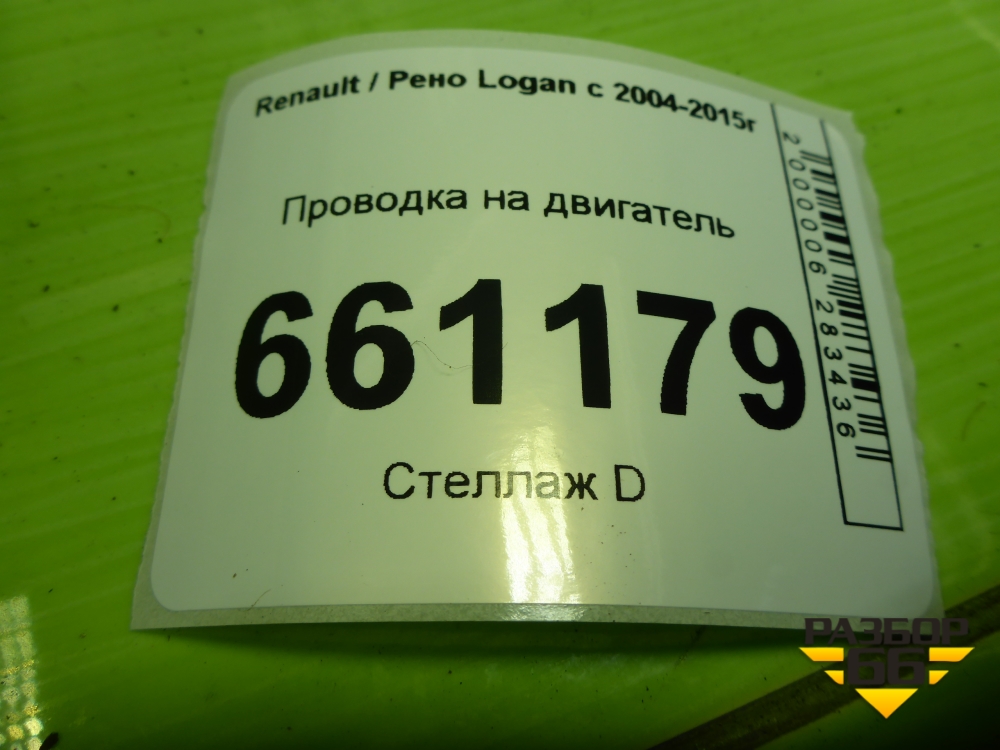 Renault / Рено Logan с 2004-2015г
Проводка на двигатель
661179
Стеллаж D
2000006283436
РАЗБОР
66